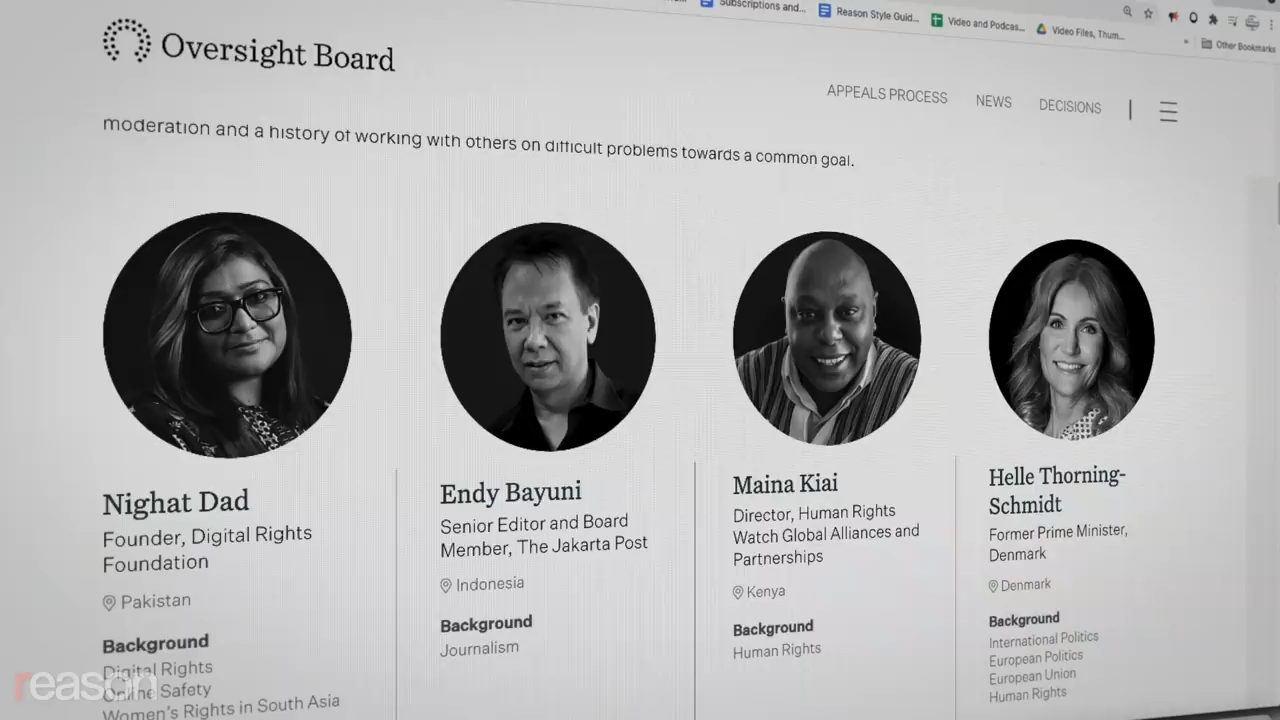 Subscriptions and...
Reason Style Guid...
Video and Podcas...
Video Files, Thum...
Other Bookmarks
Oversight Board
APPEALS PROCESS
NEWS
DECISIONS
moderation and a history of working with others on difficult problems towards a common goal.
Nighat Dad
Founder, Digital Rights
Foundation
Pakistan
Background
Digital Rights
Online Safety
Women's Rights in South Asia
Endy Bayuni
Senior Editor and Board
Member, The Jakarta Post
Indonesia
Background
Journalism
Maina Kiai
Director, Human Rights
Watch Global Alliances and
Partnerships
Kenya
Background
Human Rights
Helle Thorning-
Schmidt
Former Prime Minister,
Denmark
Denmark
Background
International Politics
European Politics
European Union
Human Rights
reason